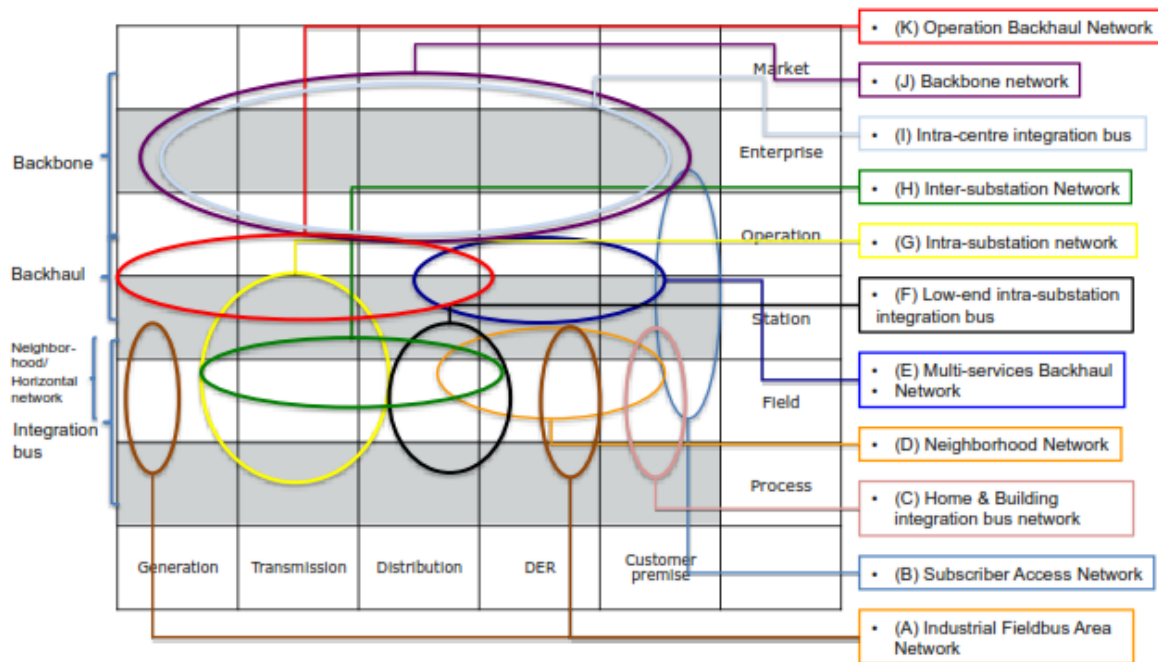 • (K) Operation Backhaul Network
Market
• (J) Backbone network
• (I) Intra-centre integration bus
Backbone
Enterprise
• (H) Inter-substation Network
Operation
• (G) Intra-substation network
Backhaul
• (F) Low-end intra-substation
integration bus
Station
Neighbor-
hood/
Horizontal
network
• (E) Multi-services Backhaul
• Network
Field
Integration
bus
• (D) Neighborhood Network
Process
• (C) Home & Building
integration bus network
Generation
Transmission
Distribution
DER
Customer
premise
• (B) Subscriber Access Network
• (A) Industrial Fieldbus Area
Network